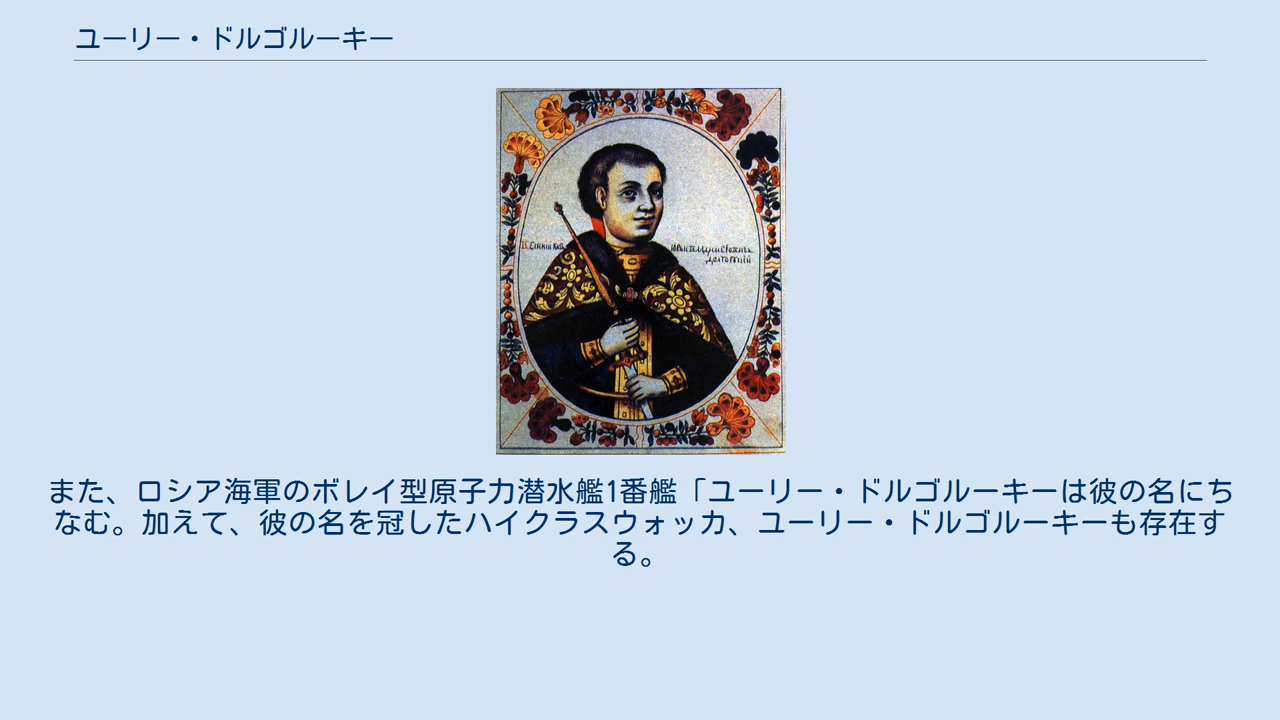 ユーリー・ドルゴルーキー
また、ロシア海軍のボレイ型原子力潜水艦1番艦「ユーリー・ドルゴルーキーは彼の名にち
なむ。加えて、彼の名を冠したハイクラスウォッカ、ユーリー・ドルゴルーキーも存在す
る。